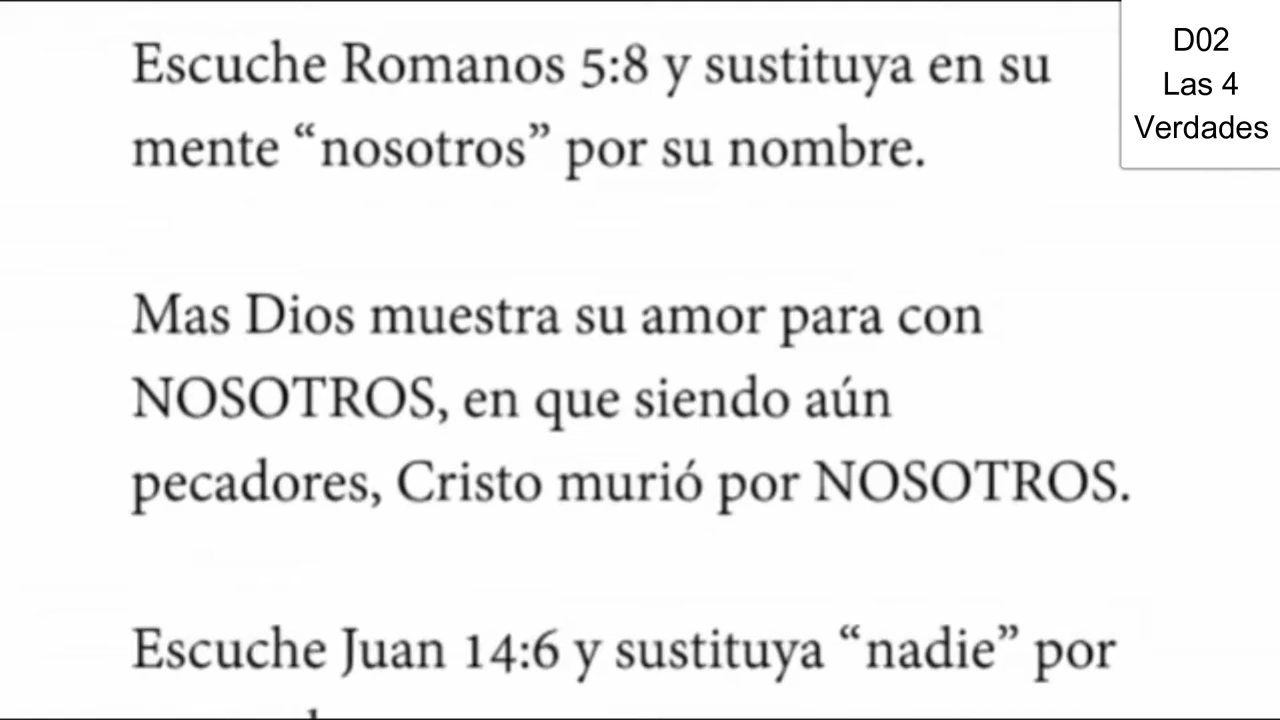 Escuche Romanos 5:8 y sustituya en su
mente “nosotros” por su nombre.
Mas Dios muestra su amor para con
NOSOTROS, en que siendo aún
pecadores, Cristo murió por NOSOTROS.
Escuche Juan 14:6 y sustituya “nadie” por
D02
Las 4
Verdades